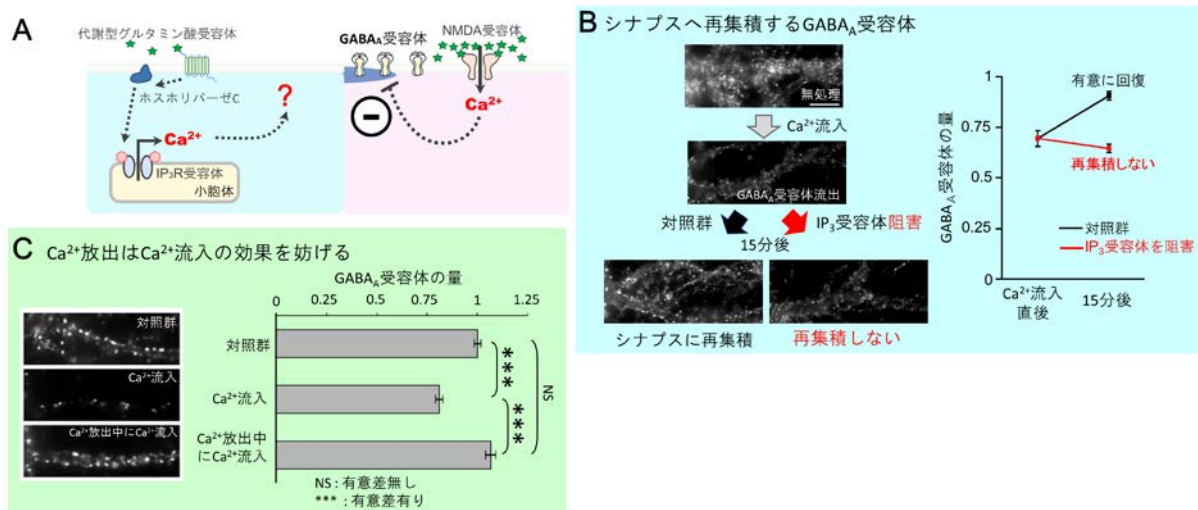 A
代謝型グルタミン酸受容体
ホスホリパーゼC
?
Ca²⁺
IP₃R受容体
小胞体
GABAA受容体
NMDA受容体
Ca²⁺
−
B シナプスへ再集積するGABAA受容体
無処理
Ca²⁺流入
GABAA受容体流出
対照群
IP₃受容体阻害
15分後
シナプスに再集積
再集積しない
GABAA受容体の量
1
0.75
0.5
0.25
0
有意に回復
再集積しない
対照群
IP₃受容体を阻害
Ca²⁺流入
直後
15分後
C Ca²⁺放出はCa²⁺流入の効果を妨げる
対照群
Ca²⁺流入
Ca²⁺放出中にCa²⁺流入
GABAA受容体の量
0 0.25 0.5 0.75 1 1.25
対照群
Ca²⁺流入
Ca²⁺放出中
にCa²⁺流入
***
***
NS
NS : 有意差無し
*** : 有意差有り